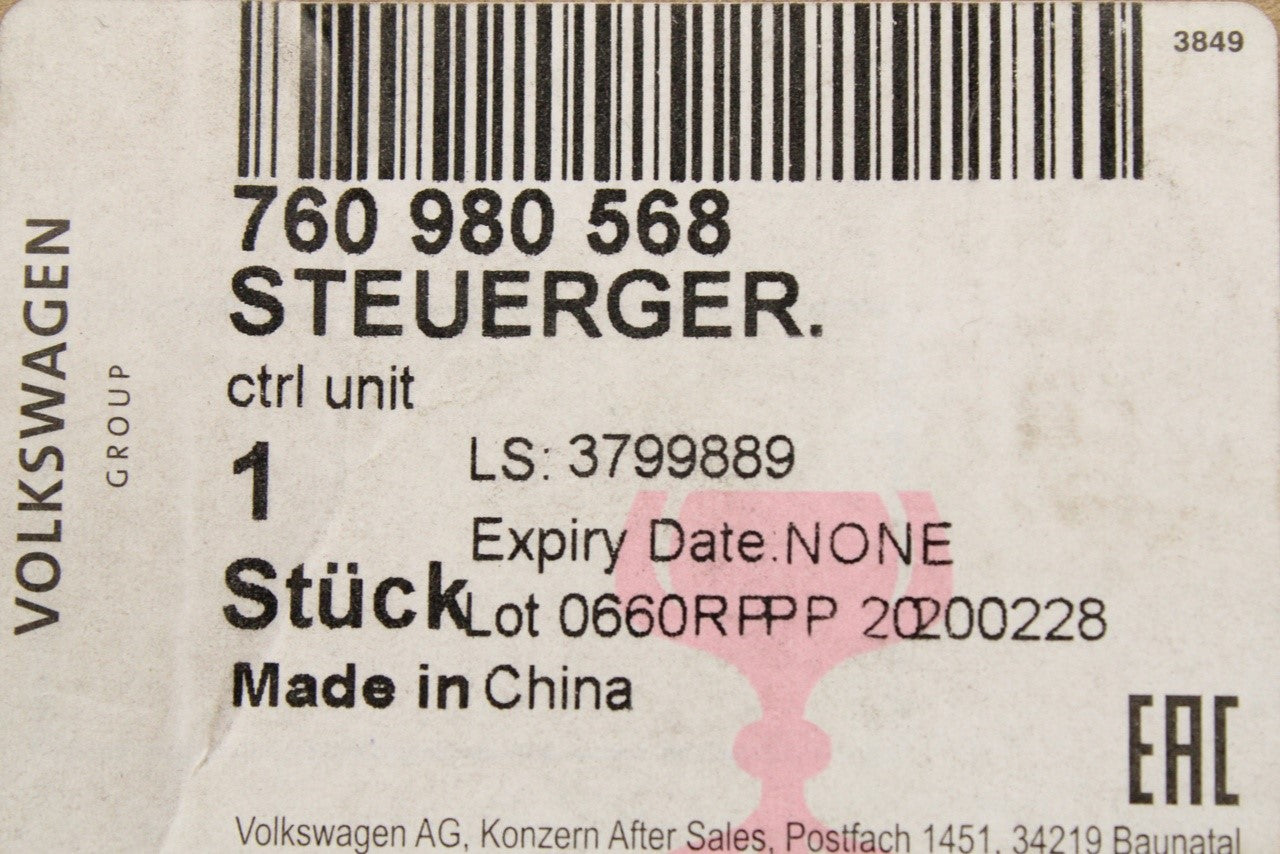 3849
760 980 568
STEUERGER.
ctrl unit
1
LS: 3799889
Expiry Date:NONE
Stück
Lot 0660R 20200228
Made in China
VOLKSWAGEN
GROUP
EAC
Volkswagen AG, Konzern After Sales, Postfach 1451, 34219 Baunatal